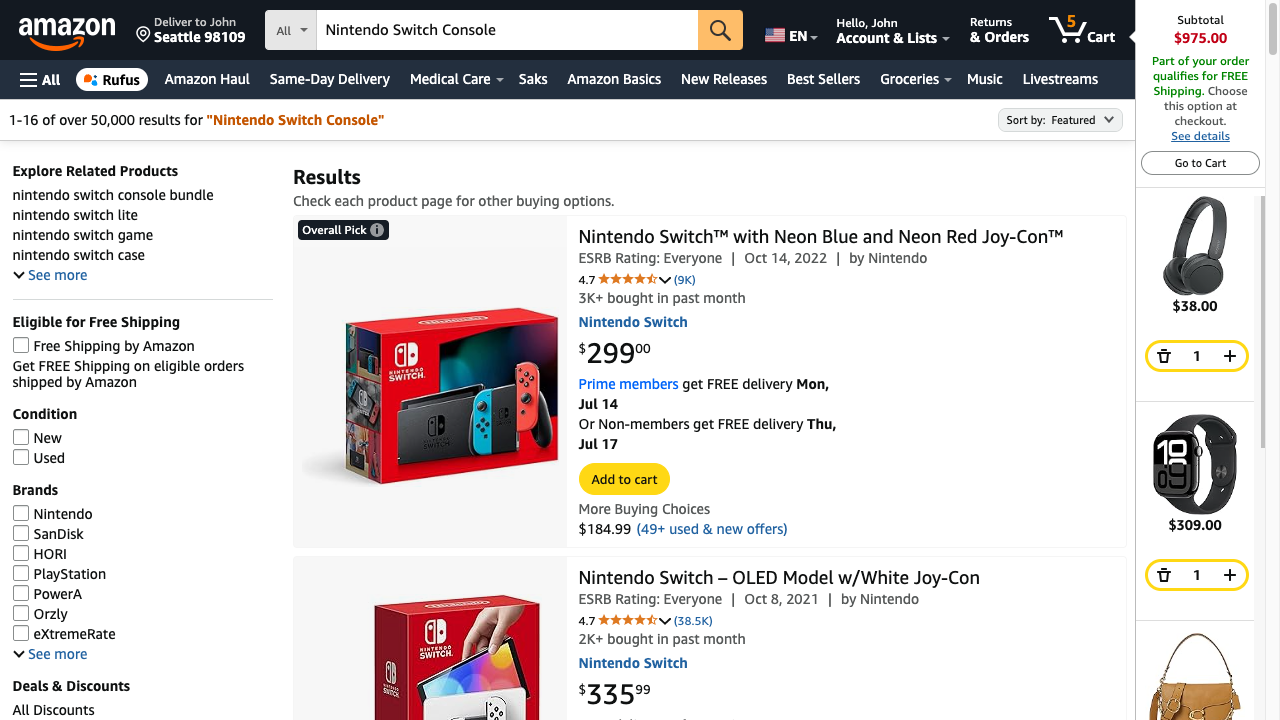 amazon
Deliver to John
Seattle 98109
All
Nintendo Switch Console
EN
Hello, John
Account & Lists
Returns
& Orders
5
Cart
All
Rufus
Amazon Haul
Same-Day Delivery
Medical Care
Saks
Amazon Basics
New Releases
Best Sellers
Groceries
Music
Livestreams
1-16 of over 50,000 results for "Nintendo Switch Console"
Sort by: Featured
Explore Related Products
nintendo switch console bundle
nintendo switch lite
nintendo switch game
nintendo switch case
See more
Eligible for Free Shipping
Free Shipping by Amazon
Get FREE Shipping on eligible orders
shipped by Amazon
Condition
New
Used
Brands
Nintendo
SanDisk
HORI
PlayStation
PowerA
Orzly
eXtremeRate
See more
Deals & Discounts
All Discounts
Results
Check each product page for other buying options.
Overall Pick
NINTENDO
SWITCH
Nintendo Switch™ with Neon Blue and Neon Red Joy-Con™
ESRB Rating: Everyone | Oct 14, 2022 | by Nintendo
4.7 (9K)
3K+ bought in past month
Nintendo Switch
$299 00
Prime members get FREE delivery Mon,
Jul 14
Or Non-members get FREE delivery Thu,
Jul 17
Add to cart
More Buying Choices
$184.99 (49+ used & new offers)
NINTENDO
SWITCH
Nintendo Switch – OLED Model w/White Joy-Con
ESRB Rating: Everyone | Oct 8, 2021 | by Nintendo
4.7 (38.5K)
2K+ bought in past month
Nintendo Switch
$335 99
Subtotal
$975.00
Part of your order
qualifies for FREE
Shipping. Choose
this option at
checkout.
See details
Go to Cart
$38.00
1
10
09
$309.00
1